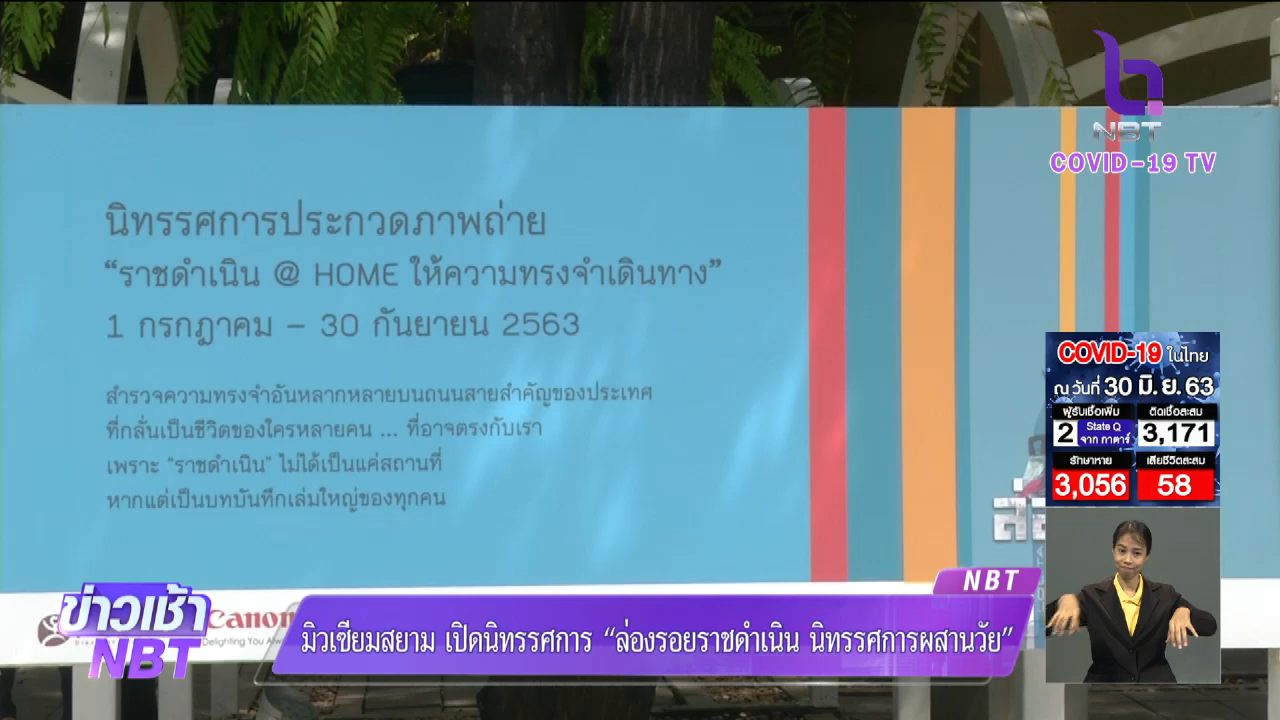 NBT
COVID-19 TV
นิทรรศการประกวดภาพถ่าย
“ราชดำเนิน @ HOME ให้ความทรงจำเดินทาง”
1 กรกฎาคม – 30 กันยายน 2563
สำรวจความทรงจำอันหลากหลายบนถนนสายสำคัญของประเทศ
ที่กลั่นเป็นชีวิตของใครหลายคน ... ที่อาจตรงกับเรา
เพราะ "ราชดำเนิน" ไม่ได้เป็นแค่สถานที่
หากแต่เป็นบทบันทึกเล่มใหญ่ของทุกคน
COVID-19 ในไทย
ณ วันที่ 30 มิ.ย. 63
ผู้รับเชื้อเพิ่ม ติดเชื้อสะสม
2 State Q จาก กาตาร์ 3,171
รักษาหาย เสียชีวิตสะสม
3,056 58
Canon
Delighting You
NBT
ข่าวเช้า
NBT
มิวเซียมสยาม เปิดนิทรรศการ “ล่องรอยราชดำเนิน นิทรรศการผสานวัย”